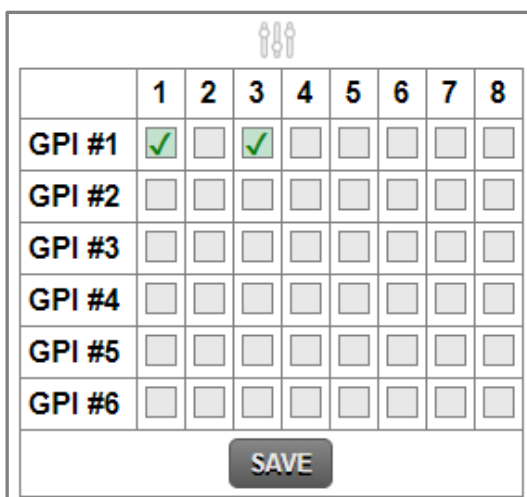 1 2 3 4 5 6 7 8
GPI #1
GPI #2
GPI #3
GPI #4
GPI #5
GPI #6
SAVE